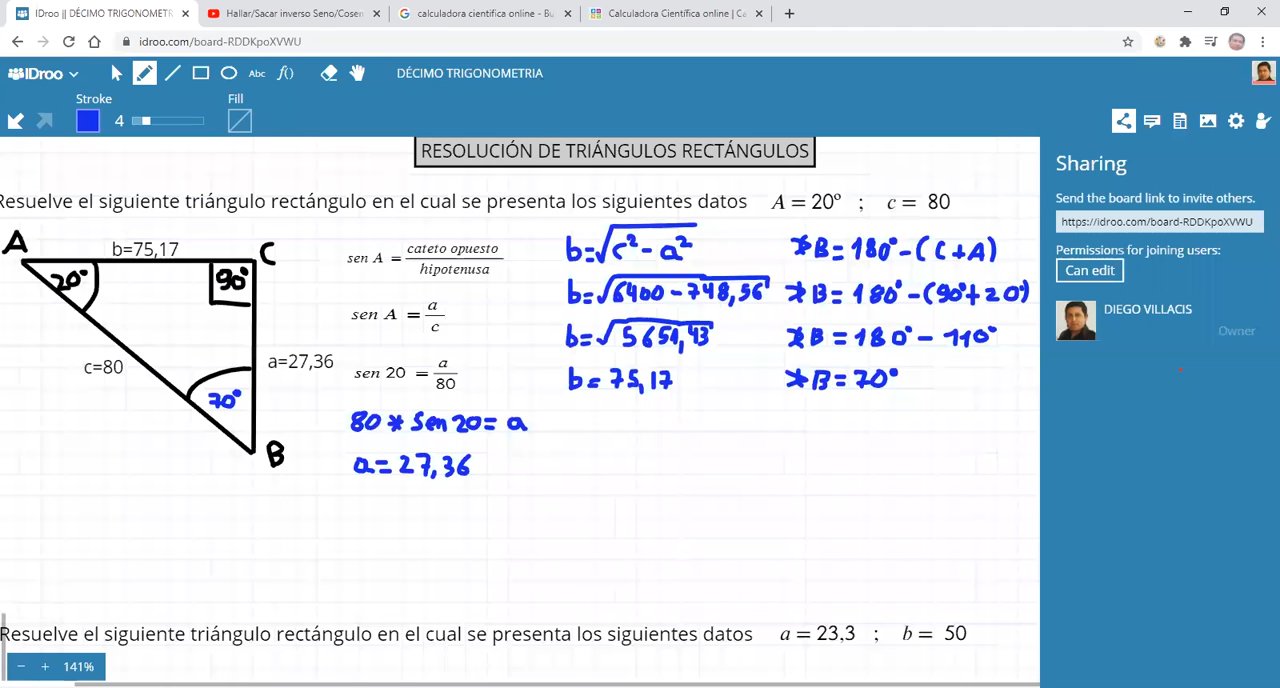 IDroo || DÉCIMO TRIGONOMETRI
Hallar/Sacar inverso Seno/Cosen
calculadora cientifica online - Bu
Calculadora Científica online | Ca
idroo.com/board-RDDKpoXVWU
IDroo
Abc
f()
DÉCIMO TRIGONOMETRIA
Stroke
Fill
4
RESOLUCIÓN DE TRIÁNGULOS RECTÁNGULOS
Resuelve el siguiente triángulo rectángulo en el cual se presenta los siguientes datos A = 20° ; c = 80
A
b=75,17
C
20°
90°
c=80
a=27,36
70°
B
sen A = cateto opuesto / hipotenusa
sen A = a / c
sen 20 = a / 80
80 * Sen 20 = a
a = 27,36
b = √c² - a²
b = √6400 - 748,56
b = √5651,43
b = 75,17
∡B = 180° - (C + A)
∡B = 180° - (90° + 20°)
∡B = 180° - 110°
∡B = 70°
Resuelve el siguiente triángulo rectángulo en el cual se presenta los siguientes datos a = 23,3 ; b = 50
− + 141%
Sharing
Send the board link to invite others.
https://idroo.com/board-RDDKpoXVWU
Permissions for joining users:
Can edit
DIEGO VILLACIS
Owner